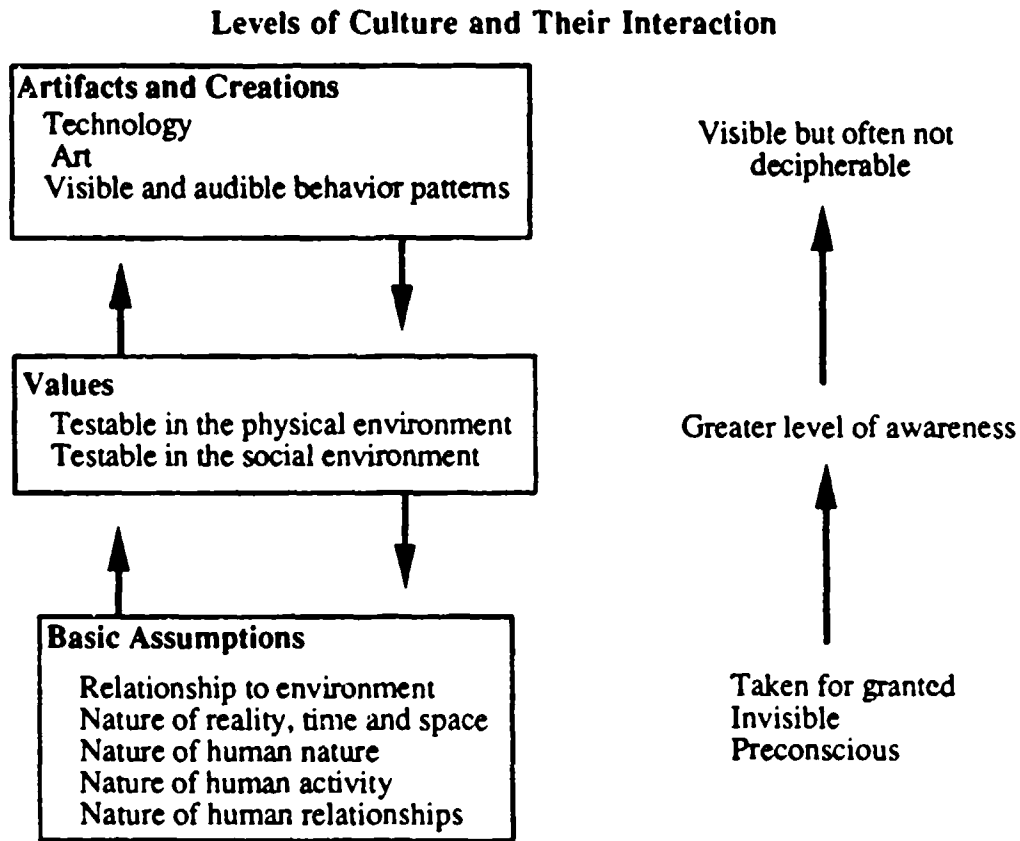 Levels of Culture and Their Interaction
Artifacts and Creations
Technology
Art
Visible and audible behavior patterns
Visible but often not
decipherable
Values
Testable in the physical environment
Testable in the social environment
Greater level of awareness
Basic Assumptions
Relationship to environment
Nature of reality, time and space
Nature of human nature
Nature of human activity
Nature of human relationships
Taken for granted
Invisible
Preconscious